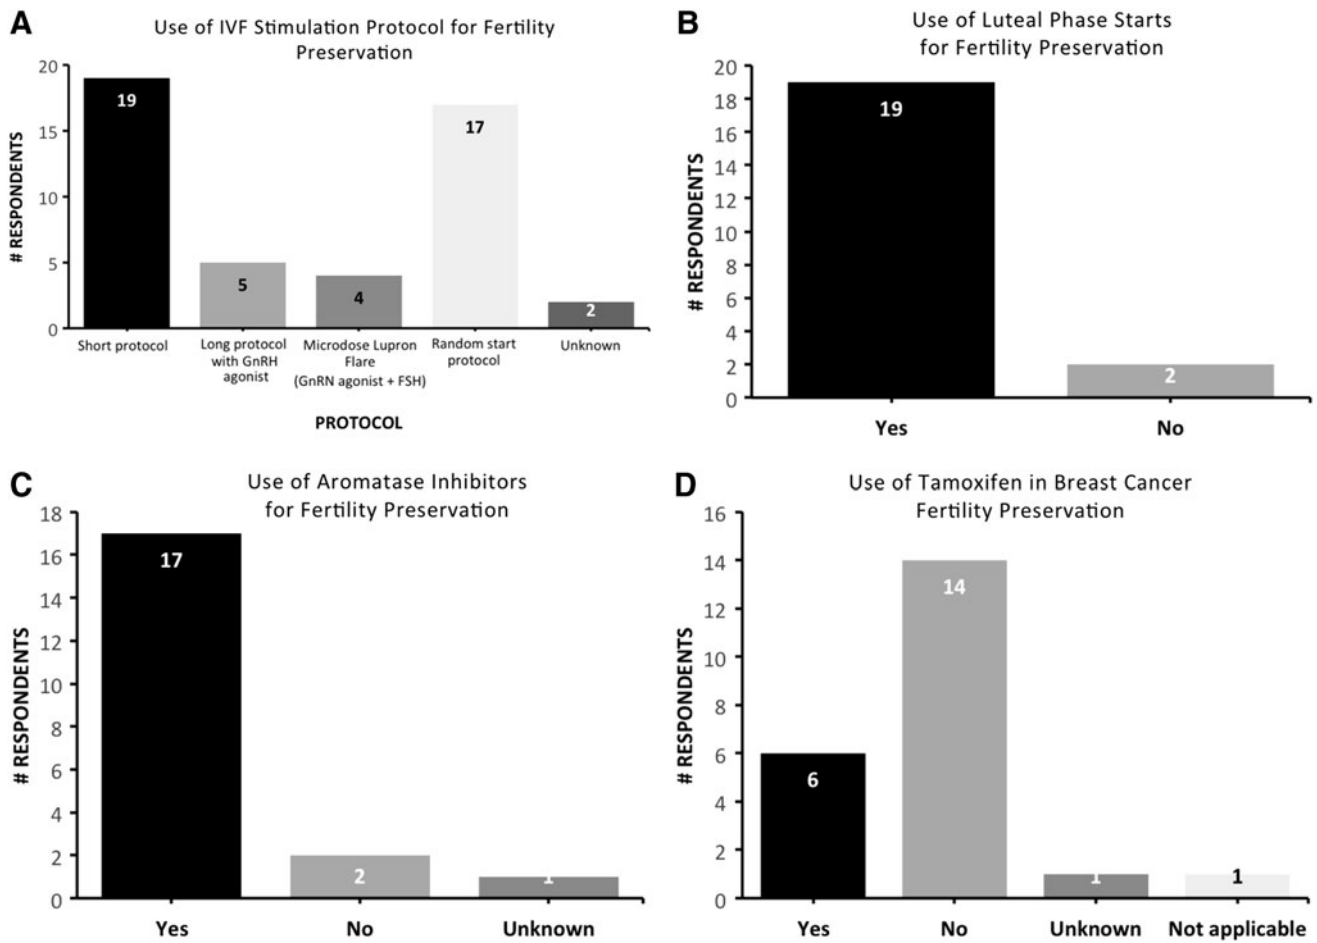 A
Use of IVF Stimulation Protocol for Fertility
Preservation
# RESPONDENTS
20
15
10
5
0
19
5
4
17
2
Short protocol
Long protocol
with GnRH
agonist
Microdose Lupron
Flare
(GnRN agonist + FSH)
Random start
protocol
Unknown
PROTOCOL
B
Use of Luteal Phase Starts
for Fertility Preservation
# RESPONDENTS
20
18
16
14
12
10
8
6
4
2
0
19
2
Yes
No
C
Use of Aromatase Inhibitors
for Fertility Preservation
# RESPONDENTS
18
16
14
12
10
8
6
4
2
0
17
2
1
Yes
No
Unknown
D
Use of Tamoxifen in Breast Cancer
Fertility Preservation
# RESPONDENTS
16
14
12
10
8
6
4
2
0
6
14
1
1
Yes
No
Unknown
Not applicable